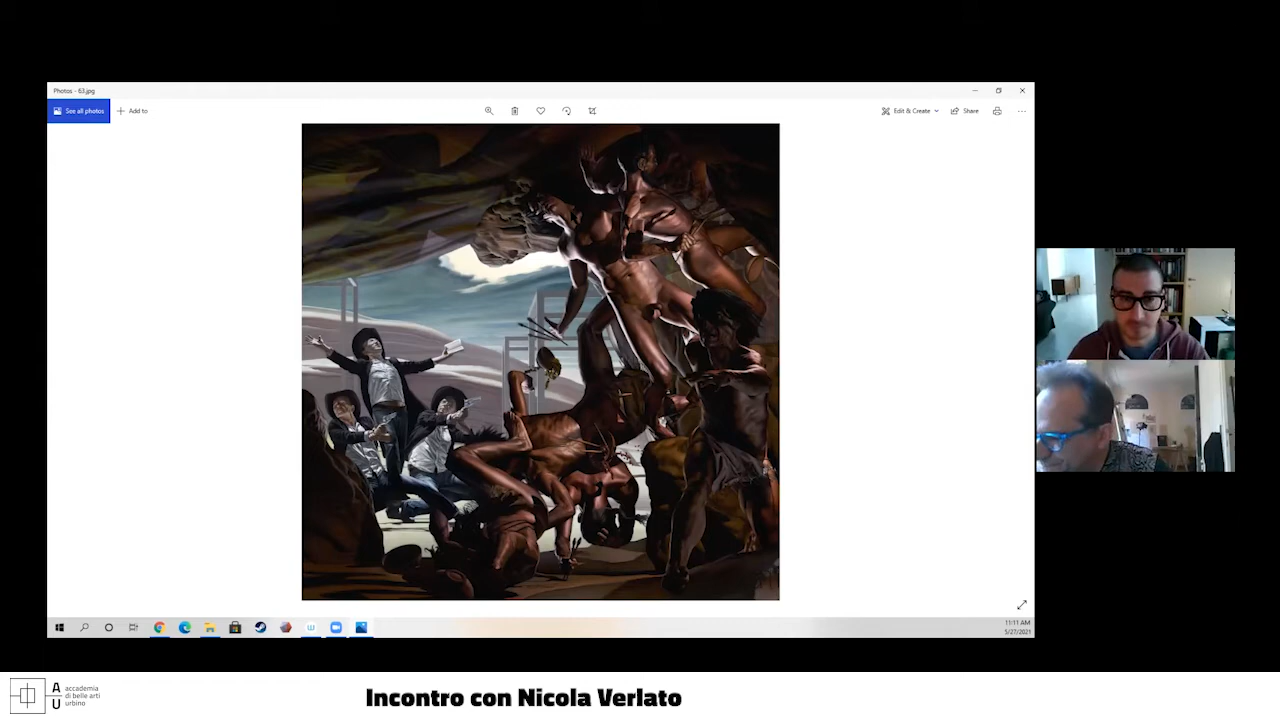 Photos - 63.jpg
See all photos
Add to
Edit & Create
Share
11:11 AM
5/27/2021
A
U
accademia
di belle arti
urbino
Incontro con Nicola Verlato